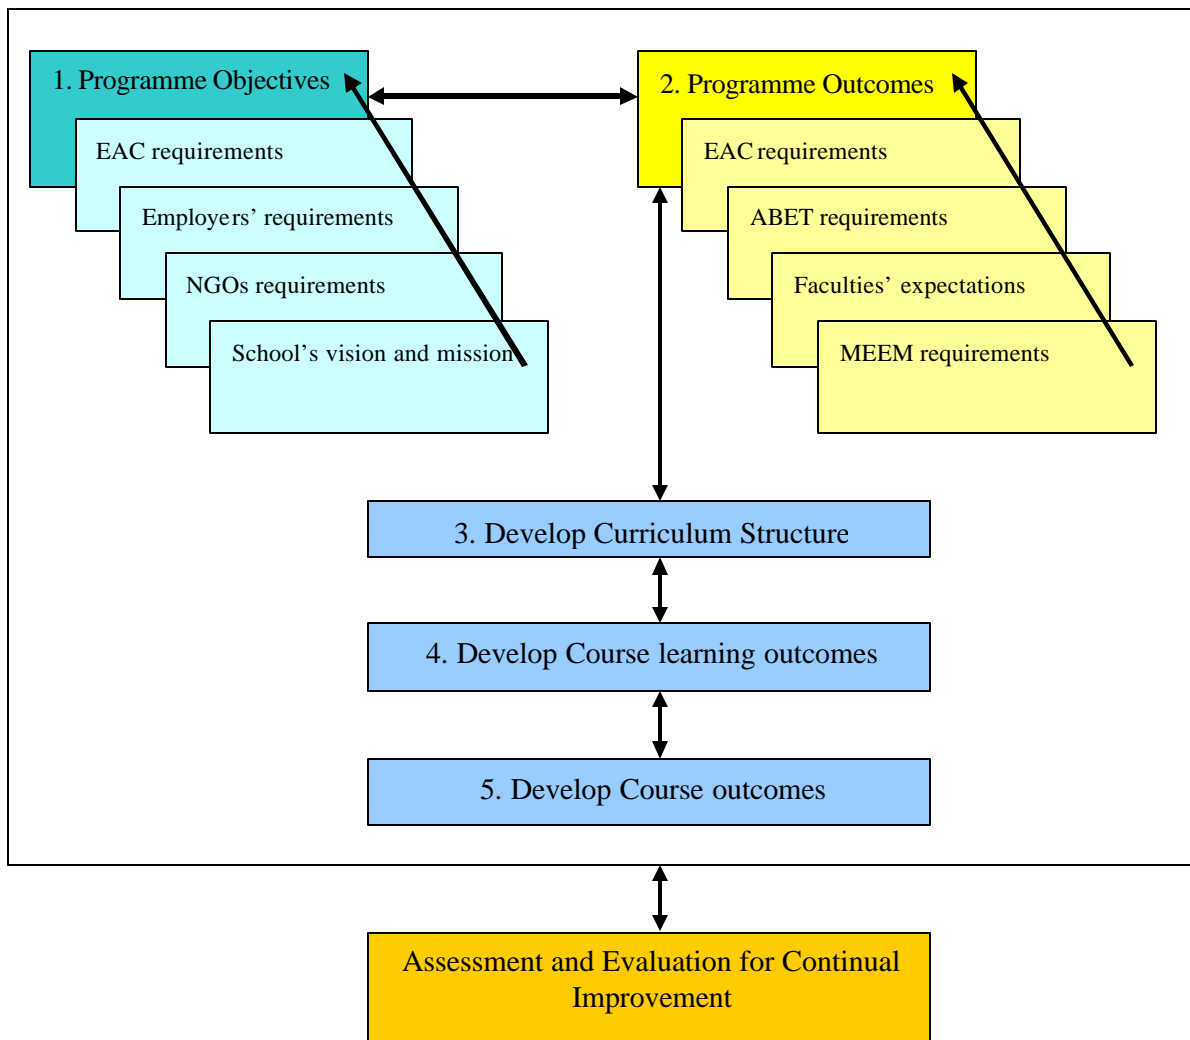 1. Programme Objectives
EAC requirements
Employers’ requirements
NGOs requirements
School’s vision and mission
2. Programme Outcomes
EAC requirements
ABET requirements
Faculties’ expectations
MEEM requirements
3. Develop Curriculum Structure
4. Develop Course learning outcomes
5. Develop Course outcomes
Assessment and Evaluation for Continual
Improvement